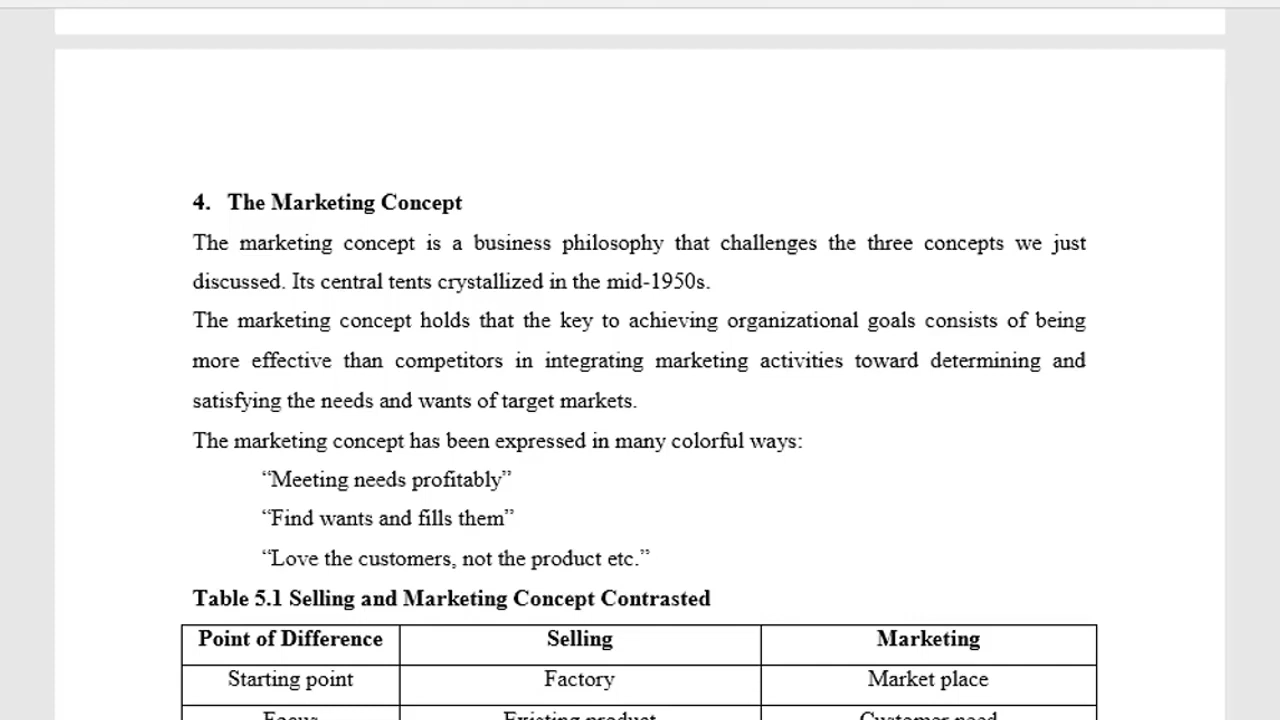 4. The Marketing Concept
The marketing concept is a business philosophy that challenges the three concepts we just
discussed. Its central tents crystallized in the mid-1950s.
The marketing concept holds that the key to achieving organizational goals consists of being
more effective than competitors in integrating marketing activities toward determining and
satisfying the needs and wants of target markets.
The marketing concept has been expressed in many colorful ways:
“Meeting needs profitably”
“Find wants and fills them”
“Love the customers, not the product etc.”
Table 5.1 Selling and Marketing Concept Contrasted
Point of Difference Selling Marketing
Starting point Factory Market place
Focus Existing product Customer need